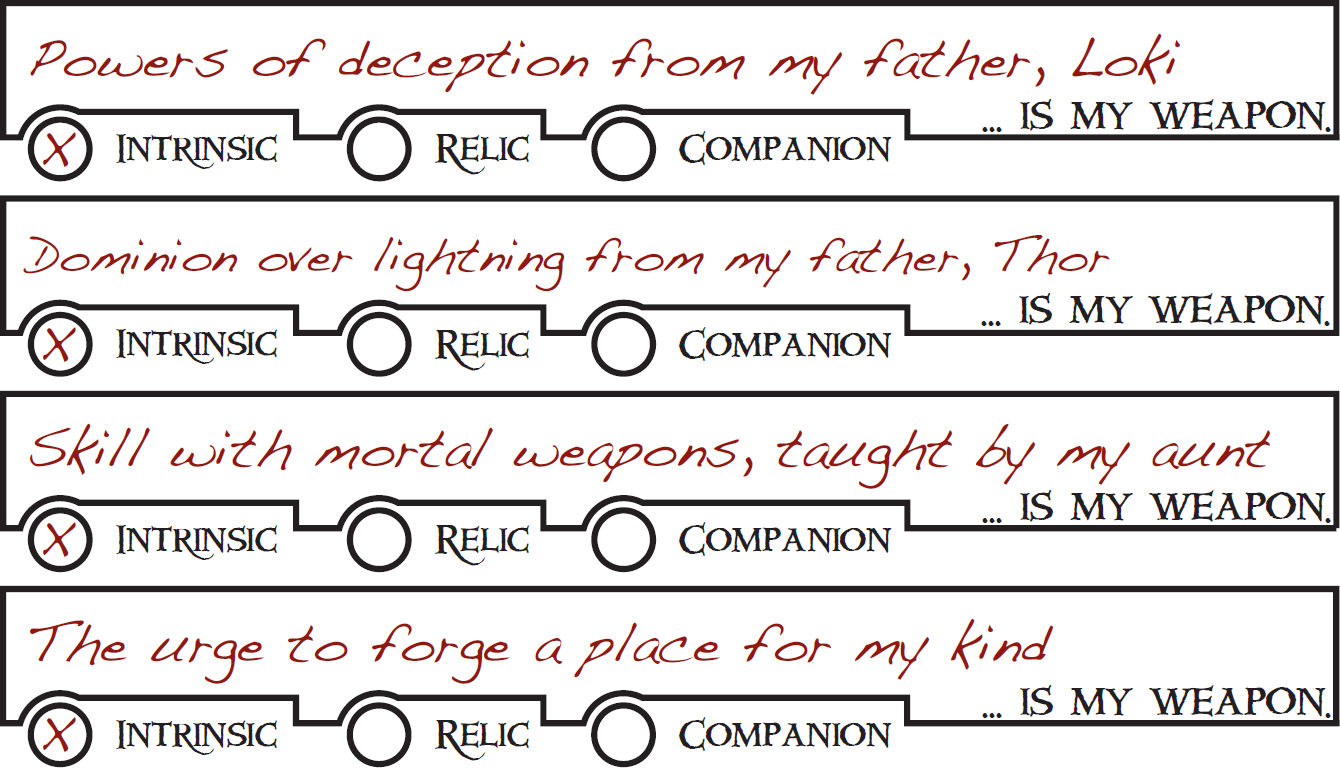 Powers of deception from my father, Loki
... IS MY WEAPON.
X INTRINSIC RELIC COMPANION
Dominion over lightning from my father, Thor
... IS MY WEAPON.
X INTRINSIC RELIC COMPANION
Skill with mortal weapons, taught by my aunt
... IS MY WEAPON.
X INTRINSIC RELIC COMPANION
The urge to forge a place for my kind
... IS MY WEAPON.
X INTRINSIC RELIC COMPANION